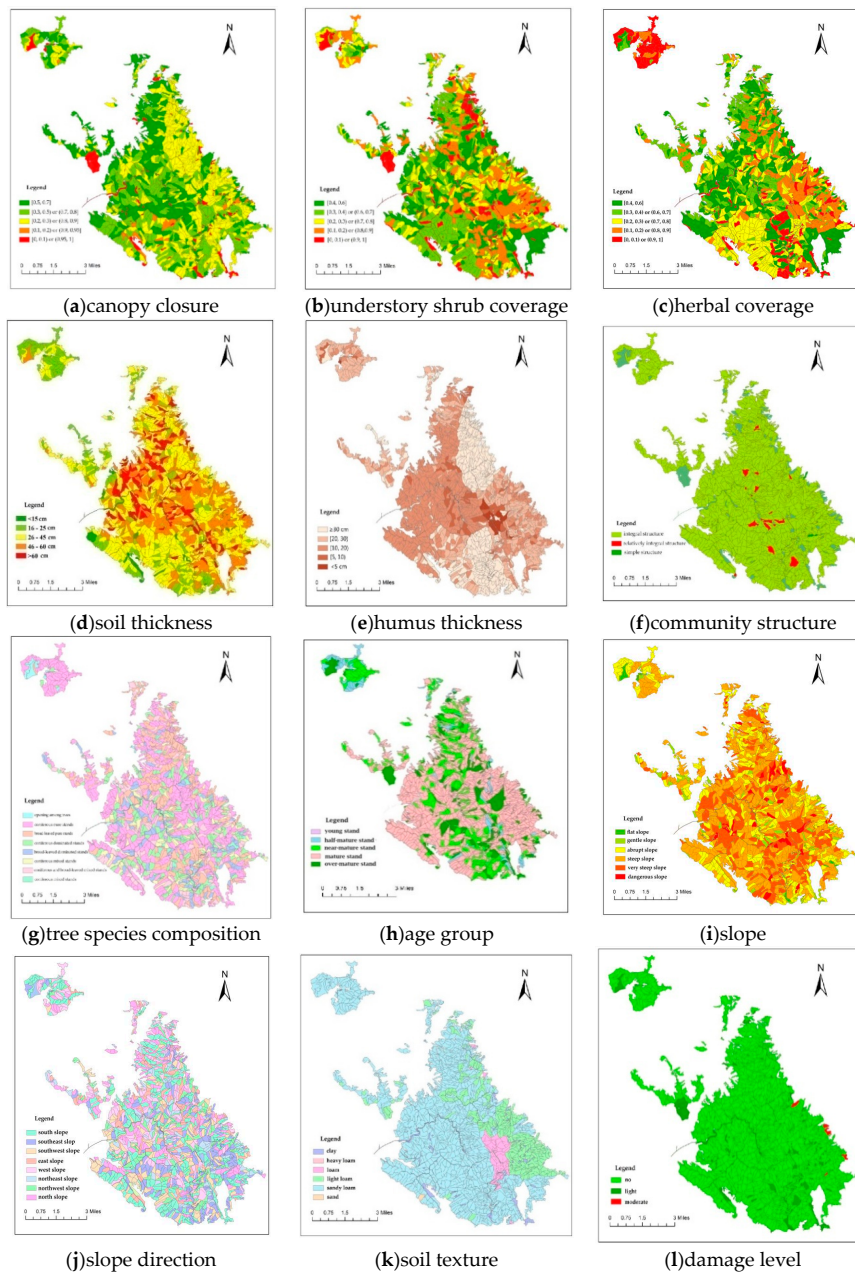 N
Legend
[0.5, 0.7]
[0.3, 0.5) or (0.7, 0.8]
[0.2, 0.3) or (0.8, 0.9]
[0.1, 0.2) or (0.9, 0.95]
[0, 0.1) or (0.95, 1]
0 0.75 1.5 3 Miles
(a)canopy closure
N
Legend
[0.4, 0.6]
[0.3, 0.4) or (0.6, 0.7]
[0.2, 0.3) or (0.7, 0.8]
[0.1, 0.2) or (0.8,0.9]
[0, 0.1) or (0.9, 1]
0.75 1.5 3 Miles
(b)understory shrub coverage
N
Legend
[0.4, 0.6]
[0.3, 0.4) or (0.6, 0.7]
[0.2, 0.3) or (0.7, 0.8]
[0.1, 0.2) or (0.8, 0.9]
[0, 0.1) or (0.9, 1]
0 0.75 1.5 3 Miles
(c)herbal coverage
N
Legend
<15 cm
16 - 25 cm
26 - 45 cm
46 - 60 cm
>60 cm
0 0.75 1.5 3 Miles
(d)soil thickness
N
Legend
[20, 30)
[10, 20)
[5, 10)
<5 cm
0 0.75 1.5 3 Miles
(e)humus thickness
N
Legend
integral structure
relatively integral structure
simple structure
0 0.75 1.5 3 Miles
(f)community structure
N
Legend
0 0.75 1.5 3 Miles
(g)tree species composition
N
Legend
young stand
half-mature stand
near-mature stand
mature stand
over-mature stand
0 0.75 1.5 3 Miles
(h)age group
N
Legend
flat slope
gentle slope
abrupt slope
steep slope
very steep slope
dangerous slope
0 0.75 1.5 3 Miles
(i)slope
N
Legend
south slope
southeast slop
southwest slope
east slope
west slope
northeast slope
northwest slope
north slope
0 0.75 1.5 3 Miles
(j)slope direction
N
Legend
clay
heavy loam
loam
light loam
sandy loam
sand
0 0.75 1.5 3 Miles
(k)soil texture
N
Legend
no
light
moderate
0 0.75 1.5 3 Miles
(l)damage level